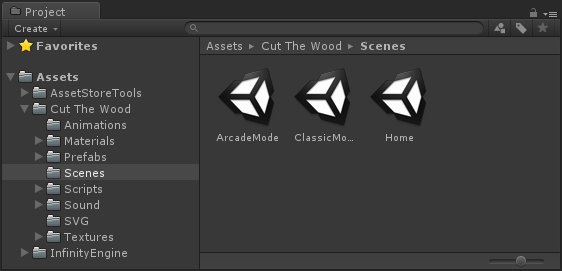 Project
Create
Favorites
Assets
AssetStoreTools
Cut The Wood
Animations
Materials
Prefabs
Scenes
Scripts
Sound
SVG
Textures
InfinityEngine
Assets ▸ Cut The Wood ▸ Scenes
ArcadeMode ClassicMo... Home